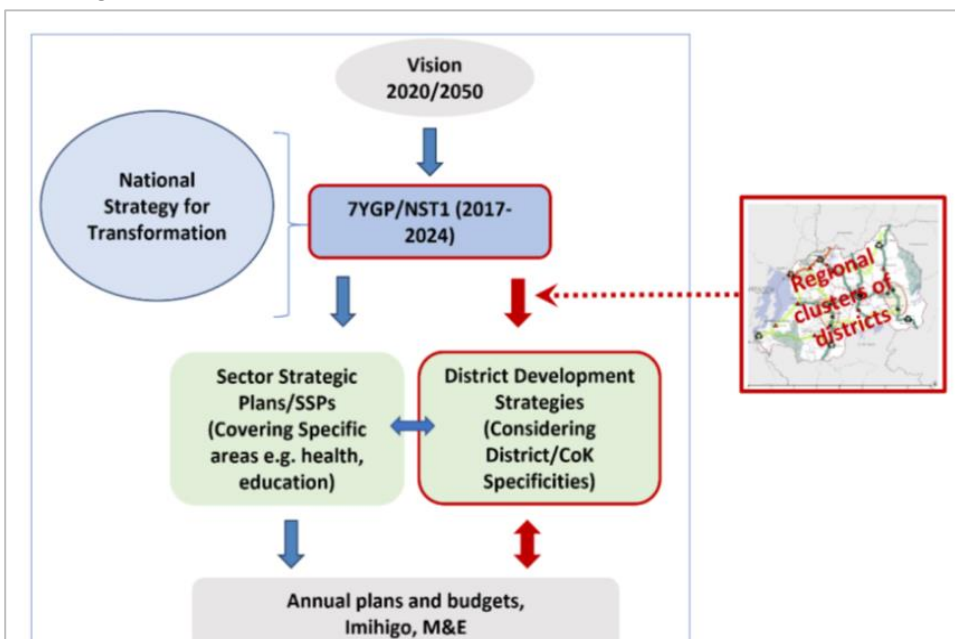 Vision
2020/2050
National
Strategy for
Transformation
7YGP/NST1 (2017-
2024)
Regional
clusters of
districts
Sector Strategic
Plans/SSPs
(Covering Specific
areas e.g. health,
education)
District Development
Strategies
(Considering
District/CoK
Specificities)
Annual plans and budgets,
Imihigo, M&E